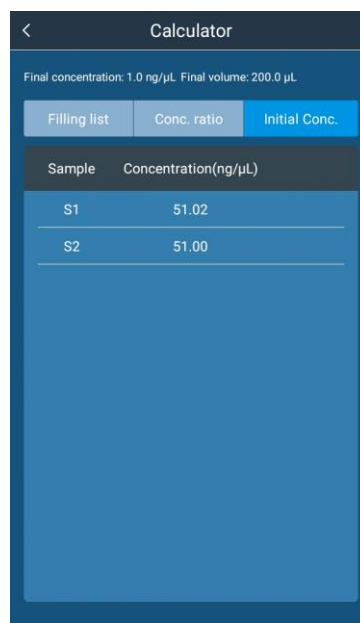 Calculator
Final concentration: 1.0 ng/µL Final volume: 200.0 µL
Filling list Conc. ratio Initial Conc.
Sample Concentration(ng/µL)
S1 51.02
S2 51.00